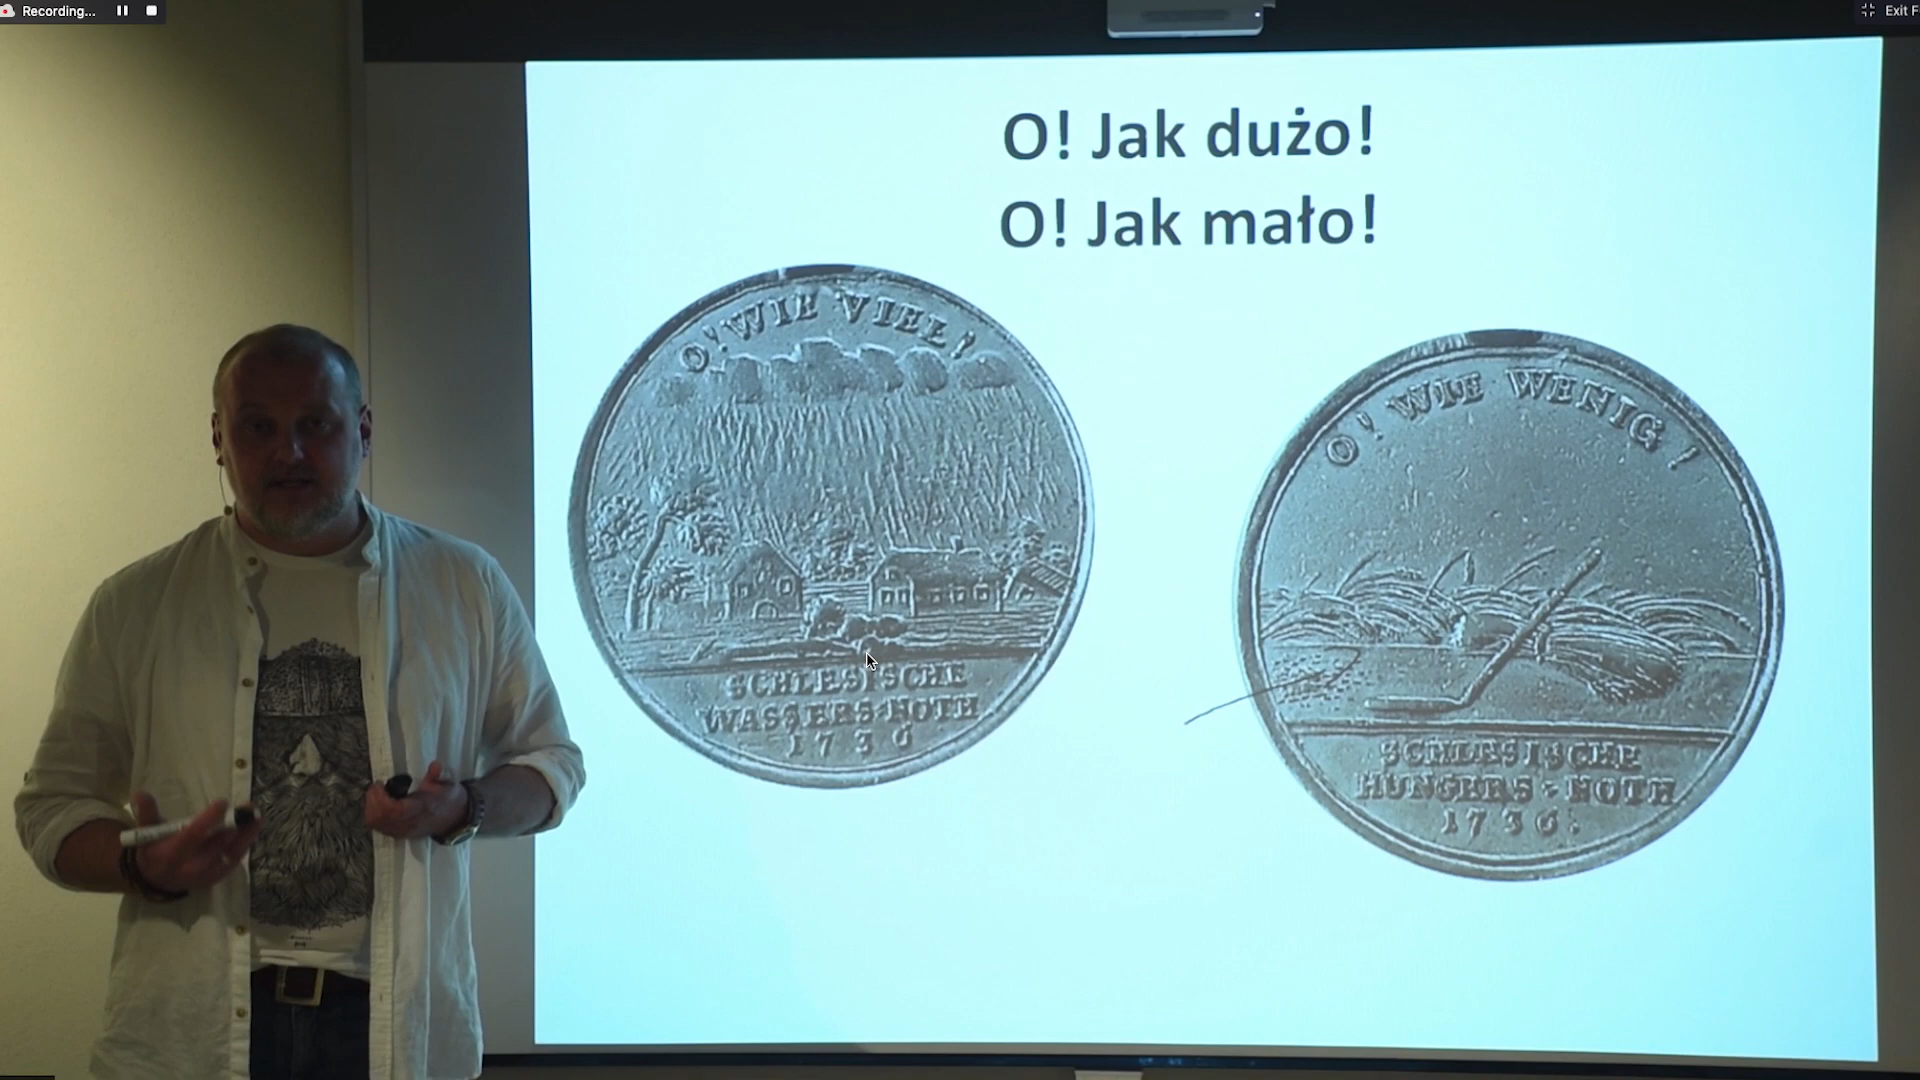 Recording...
Exit F
O! Jak dużo!
O! Jak mało!
O! WIE VIEL!
SCHLESISCHE
WASSERS-NOTH
1736
O! WIE WENIG!
SCHLESISCHE
HUNGERS-NOTH
1736.